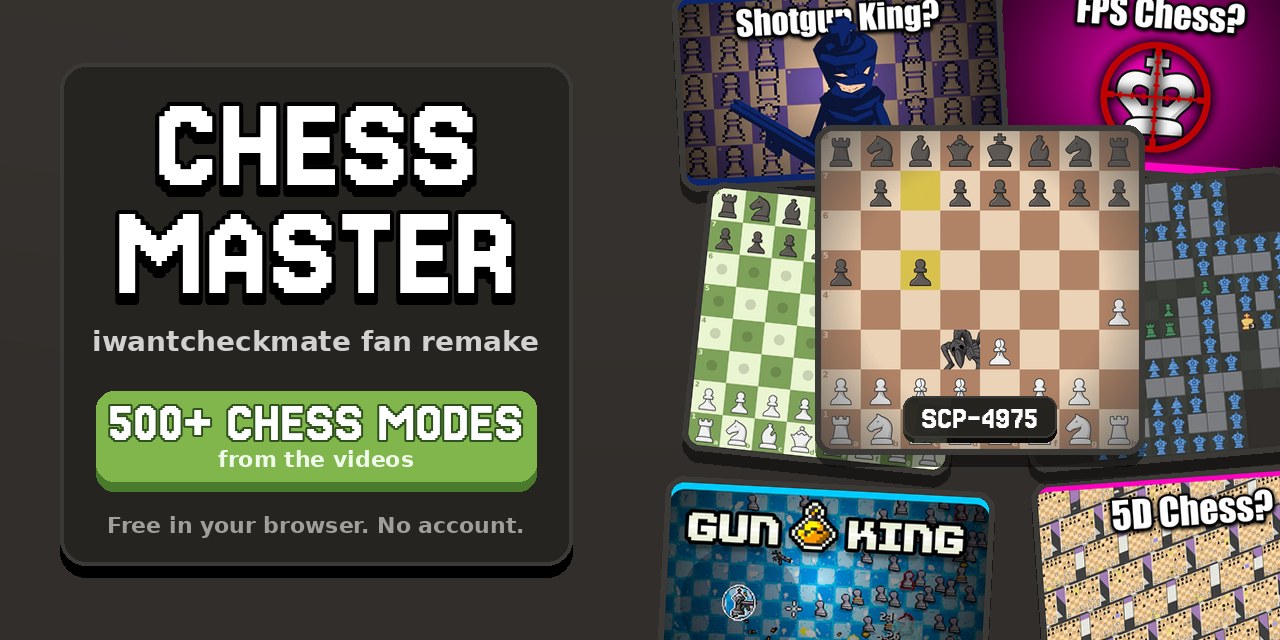 CHESS
MASTER
iwantcheckmate fan remake
500+ CHESS MODES
from the videos
Free in your browser. No account.
Shotgun King?
FPS Chess?
SCP-4975
GUN KING
5D Chess?